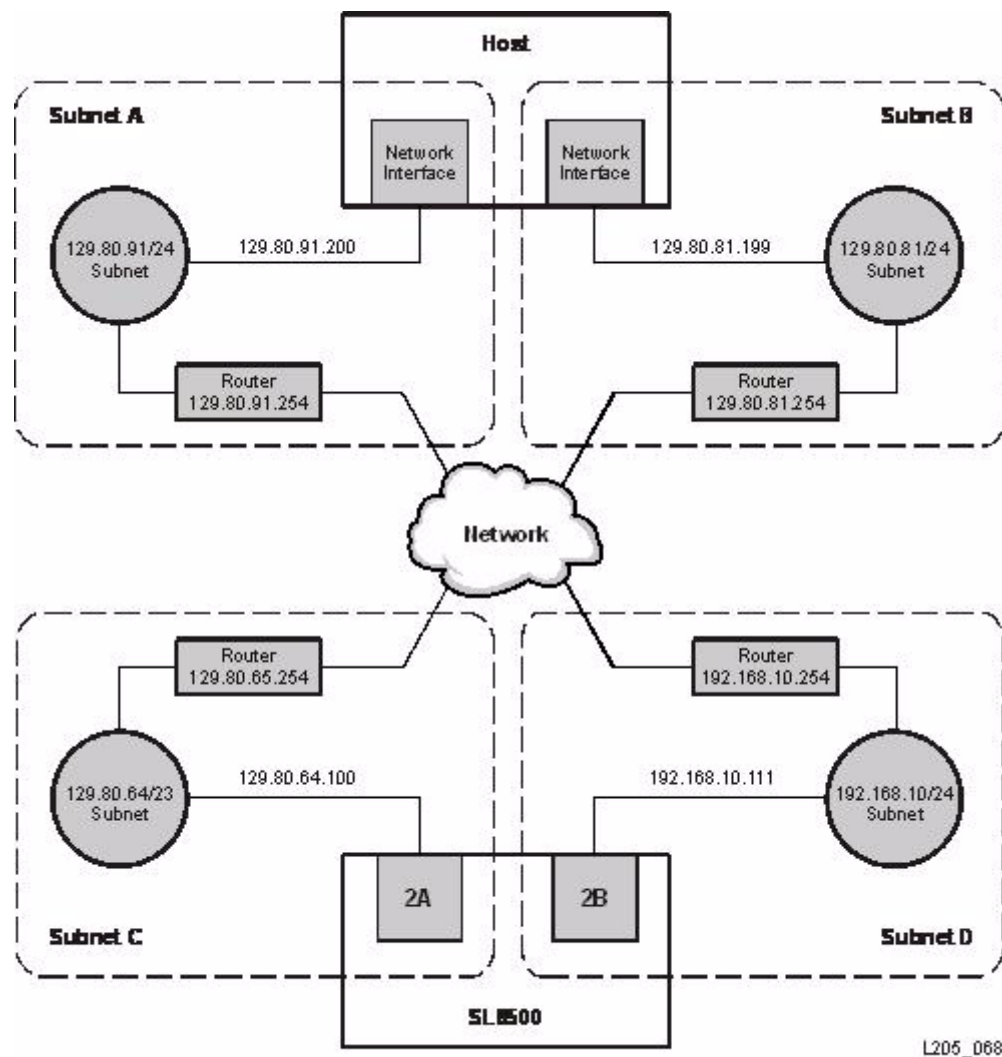 Host
Subnet A
Subnet B
Network
Interface
Network
Interface
129.80.91/24
Subnet
129.80.91.200
129.80.81.199
129.80.81/24
Subnet
Router
129.80.91.254
Router
129.80.81.254
Network
Router
129.80.65.254
Router
192.168.10.254
129.80.64/23
Subnet
129.80.64.100
192.168.10.111
192.168.10/24
Subnet
2A
2B
Subnet C
Subnet D
SL8500
L205_068